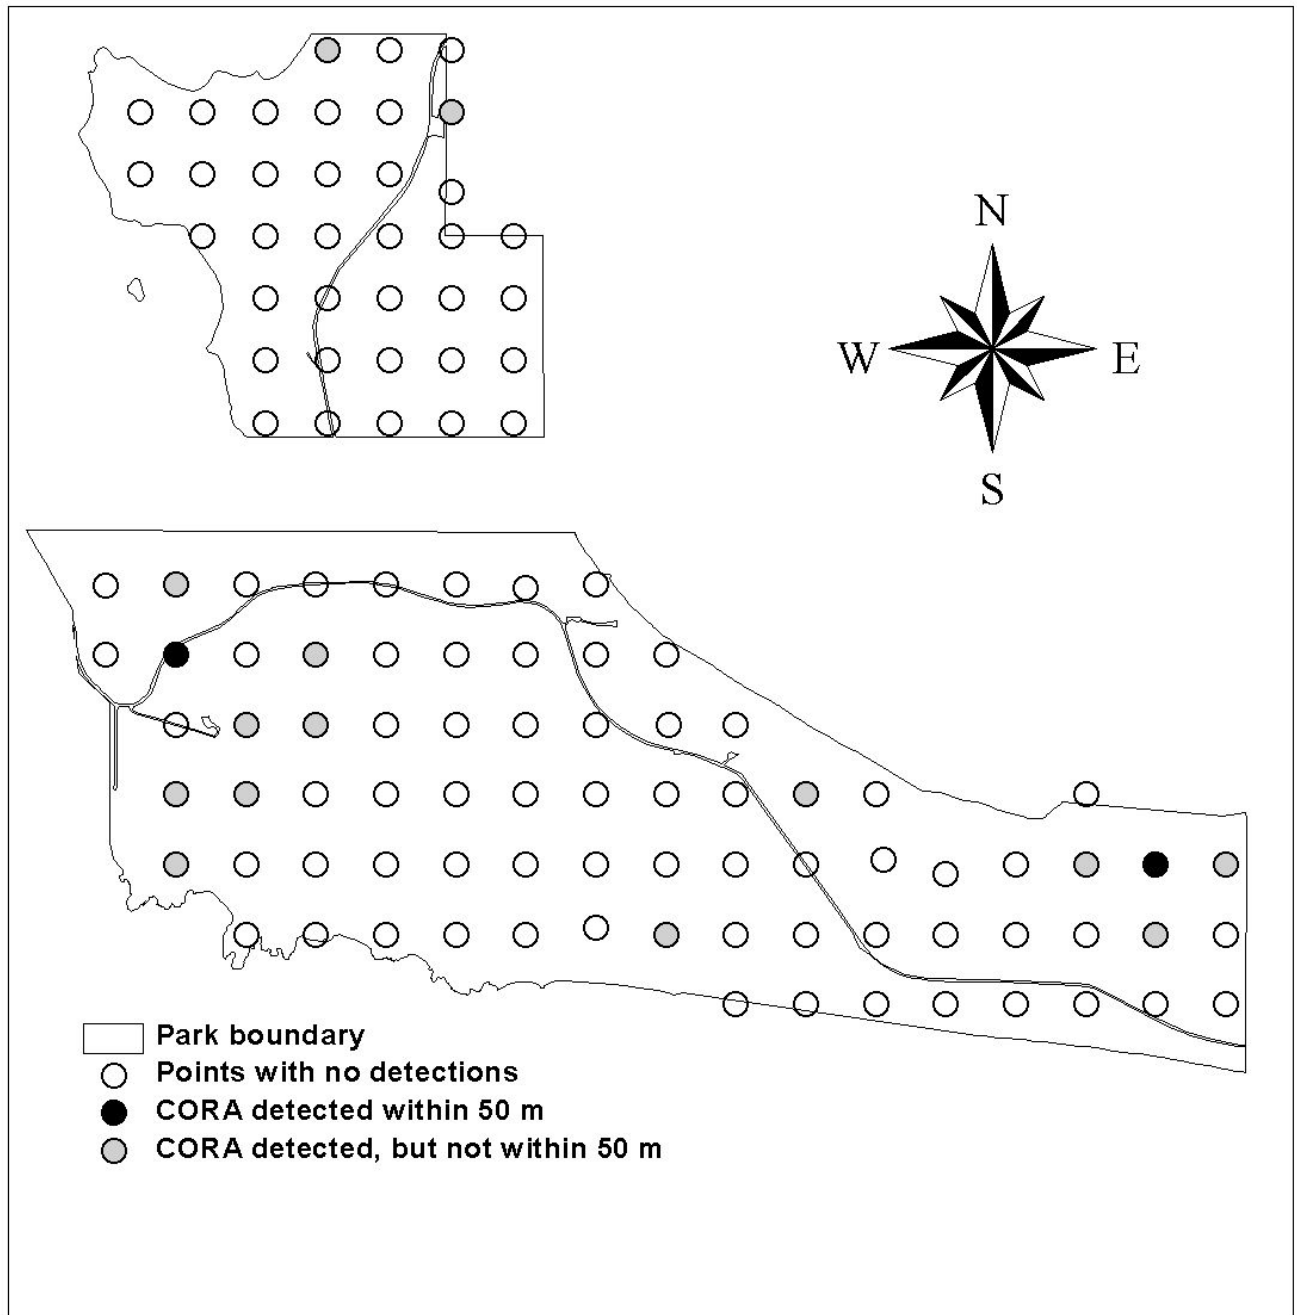 N
W
E
S
Park boundary
Points with no detections
CORA detected within 50 m
CORA detected, but not within 50 m